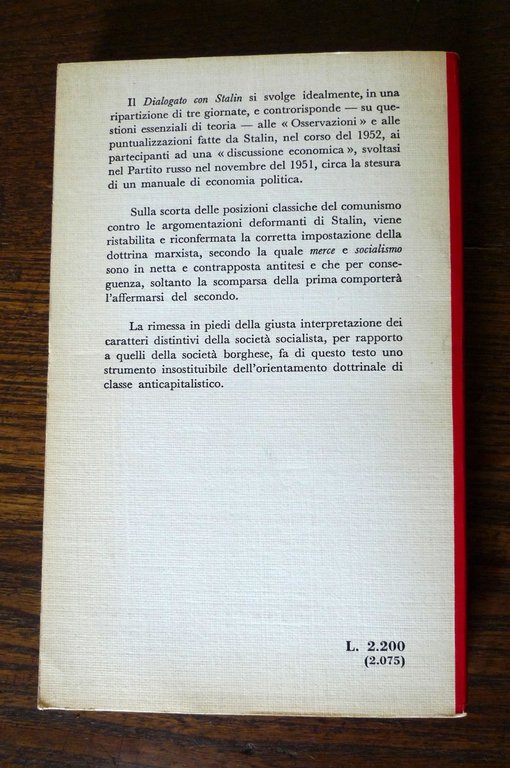 Il Dialogato con Stalin si svolge idealmente, in una
ripartizione di tre giornate, e controrisponde — su que-
stioni essenziali di teoria — alle « Osservazioni » e alle
puntualizzazioni fatte da Stalin, nel corso del 1952, ai
partecipanti ad una « discussione economica », svoltasi
nel Partito russo nel novembre del 1951, circa la stesura
di un manuale di economia politica.
Sulla scorta delle posizioni classiche del comunismo
contro le argomentazioni deformanti di Stalin, viene
ristabilita e riconfermata la corretta impostazione della
dottrina marxista, secondo la quale merce e socialismo
sono in netta e contrapposta antitesi e che per conse-
guenza, soltanto la scomparsa della prima comporterà
l'affermarsi del secondo.
La rimessa in piedi della giusta interpretazione dei
caratteri distintivi della società socialista, per rapporto
a quelli della società borghese, fa di questo testo uno
strumento insostituibile dell'orientamento dottrinale di
classe anticapitalistico.
L. 2.200
(2.075)